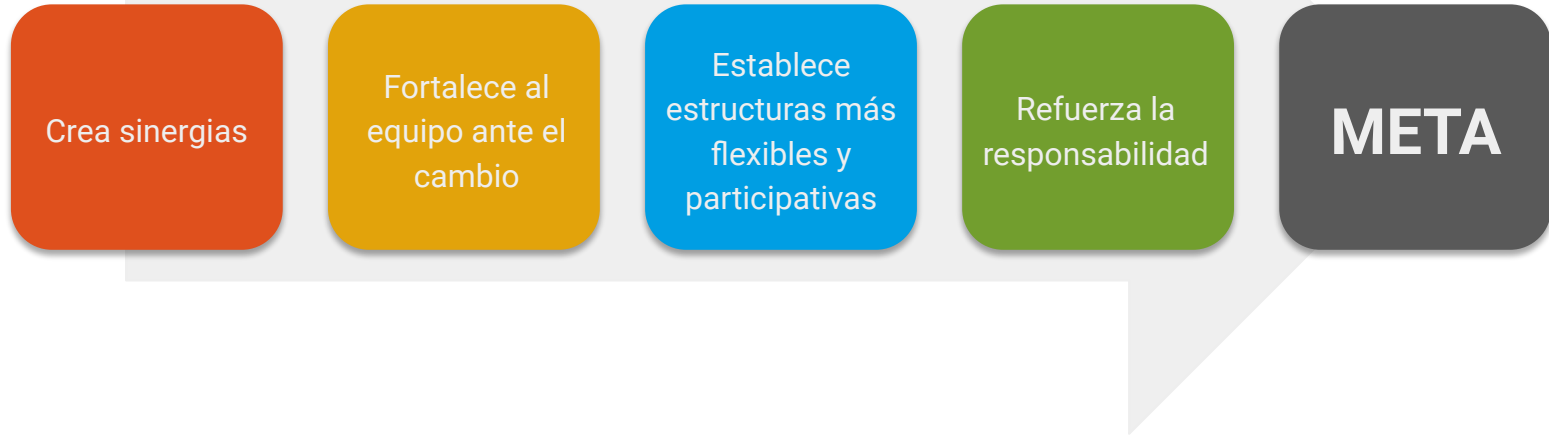 Crea sinergias
Fortalece al
equipo ante el
cambio
Establece
estructuras más
flexibles y
participativas
Refuerza la
responsabilidad
META